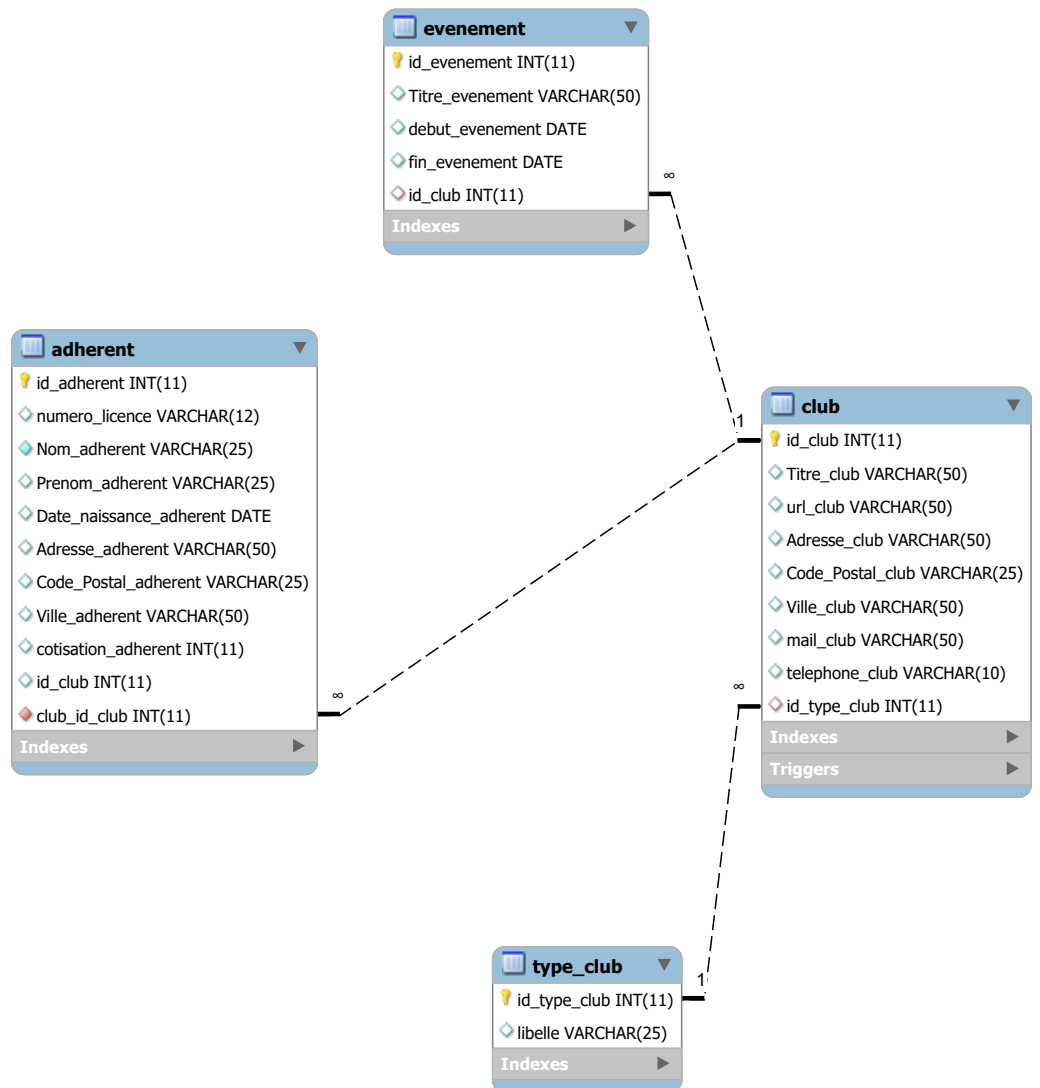 evenement
id_evenement INT(11)
Titre_evenement VARCHAR(50)
debut_evenement DATE
fin_evenement DATE
id_club INT(11)
Indexes
∞
adherent
id_adherent INT(11)
numero_licence VARCHAR(12)
Nom_adherent VARCHAR(25)
Prenom_adherent VARCHAR(25)
Date_naissance_adherent DATE
Adresse_adherent VARCHAR(50)
Code_Postal_adherent VARCHAR(25)
Ville_adherent VARCHAR(50)
cotisation_adherent INT(11)
id_club INT(11)
club_id_club INT(11)
Indexes
∞
1
club
id_club INT(11)
Titre_club VARCHAR(50)
url_club VARCHAR(50)
Adresse_club VARCHAR(50)
Code_Postal_club VARCHAR(25)
Ville_club VARCHAR(50)
mail_club VARCHAR(50)
telephone_club VARCHAR(10)
id_type_club INT(11)
Indexes
Triggers
∞
type_club
id_type_club INT(11)
libelle VARCHAR(25)
Indexes
1